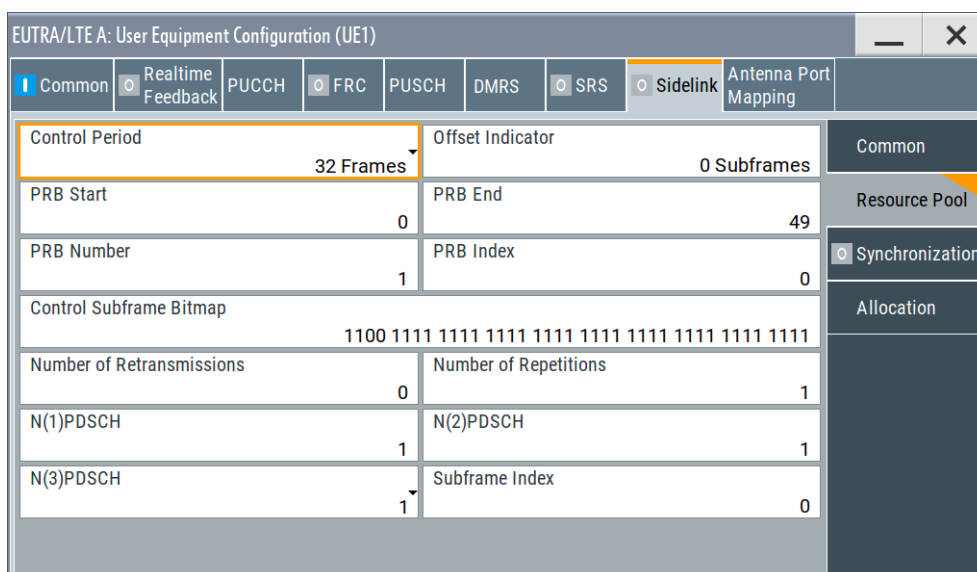 EUTRA/LTE A: User Equipment Configuration (UE1)
Common
Realtime
Feedback
PUCCH
FRC
PUSCH
DMRS
SRS
Sidelink
Antenna Port
Mapping
Control Period
32 Frames
Offset Indicator
0 Subframes
PRB Start
0
PRB End
49
PRB Number
1
PRB Index
0
Control Subframe Bitmap
1100 1111 1111 1111 1111 1111 1111 1111 1111 1111
Number of Retransmissions
0
Number of Repetitions
1
N(1)PDSCH
1
N(2)PDSCH
1
N(3)PDSCH
1
Subframe Index
0
Common
Resource Pool
Synchronization
Allocation